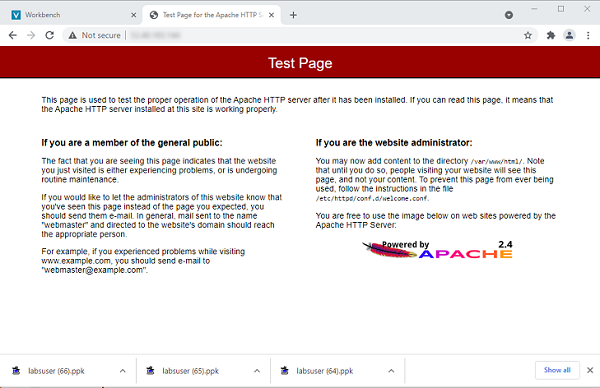 Workbench
Test Page for the Apache HTTP S
Not secure
Test Page
This page is used to test the proper operation of the Apache HTTP server after it has been installed. If you can read this page, it means that
the HTTP server installed at this site is working properly.
If you are a member of the general public:
The fact that you are seeing this page indicates that the website
you just visited is either experiencing problems, or is undergoing
routine maintenance.
If you would like to let the administrators of this website know that
you've seen this page instead of the page you expected, you
should send them e-mail. In general, mail sent to the name
"webmaster" and directed to the website's domain should reach
the appropriate person.
For example, if you experienced problems while visiting
www.example.com, you should send e-mail to
"webmaster@example.com".
If you are the website administrator:
You may now add content to the directory /var/www/html/. Note
that until you do so, people visiting your website will see this
page, and not your content. To prevent this page from ever being
used, follow the instructions in the file
/etc/httpd/conf.d/welcome.conf.
You are free to use the image below on web sites powered by the
Apache HTTP Server:
Powered by 2.4
APACHE
labsuser (66).ppk
labsuser (65).ppk
labsuser (64).ppk
Show all